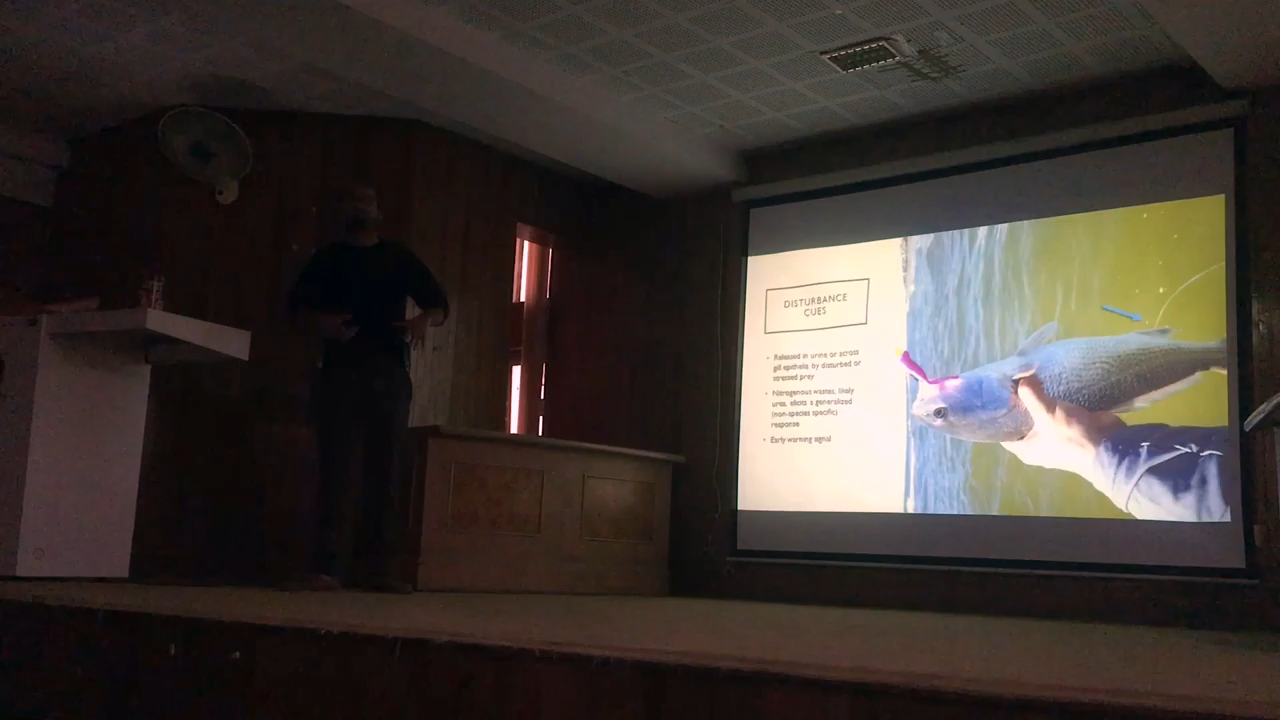 DISTURBANCE
CUES
• Released in urine or across
gill epithelia by disturbed or
stressed prey
• Nitrogenous wastes, likely
urea, elicits a generalized
(non-species specific)
response
• Early warning signal